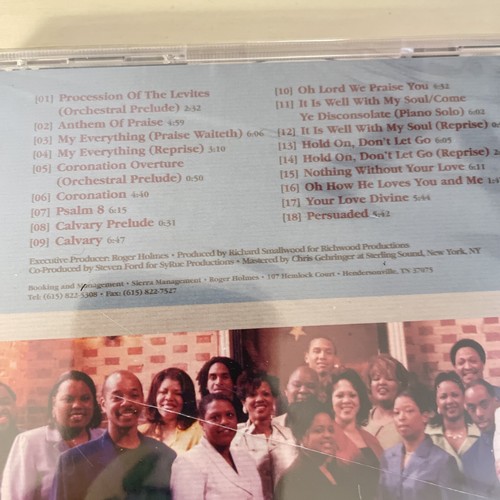 [01] Procession Of The Levites
(Orchestral Prelude) 2:32
[02] Anthem Of Praise 4:59
[03] My Everything (Praise Waiteth) 6:06
[04] My Everything (Reprise) 3:10
[05] Coronation Overture
(Orchestral Prelude) 0:50
[06] Coronation 4:40
[07] Psalm 8 6:15
[08] Calvary Prelude 0:31
[09] Calvary 6:47
[10] Oh Lord We Praise You 6:32
[11] It Is Well With My Soul/Come
Ye Disconsolate (Piano Solo) 6:02
[12] It Is Well With My Soul (Reprise)
[13] Hold On, Don't Let Go 6:05
[14] Hold On, Don't Let Go (Reprise)
[15] Nothing Without Your Love 6:11
[16] Oh How He Loves You and Me
[17] Your Love Divine 5:44
[18] Persuaded 5:42
Executive Producer: Roger Holmes • Produced by Richard Smallwood for Richwood Productions
Co-Produced by Steven Ford for SyRue Productions • Mastered by Chris Gehringer at Sterling Sound, New York, NY
Booking and Management • Sierra Management • Roger Holmes • 107 Hemlock Court • Hendersonville, TN 37075
Tel: (615) 822-5308 • Fax: (615) 822-7527